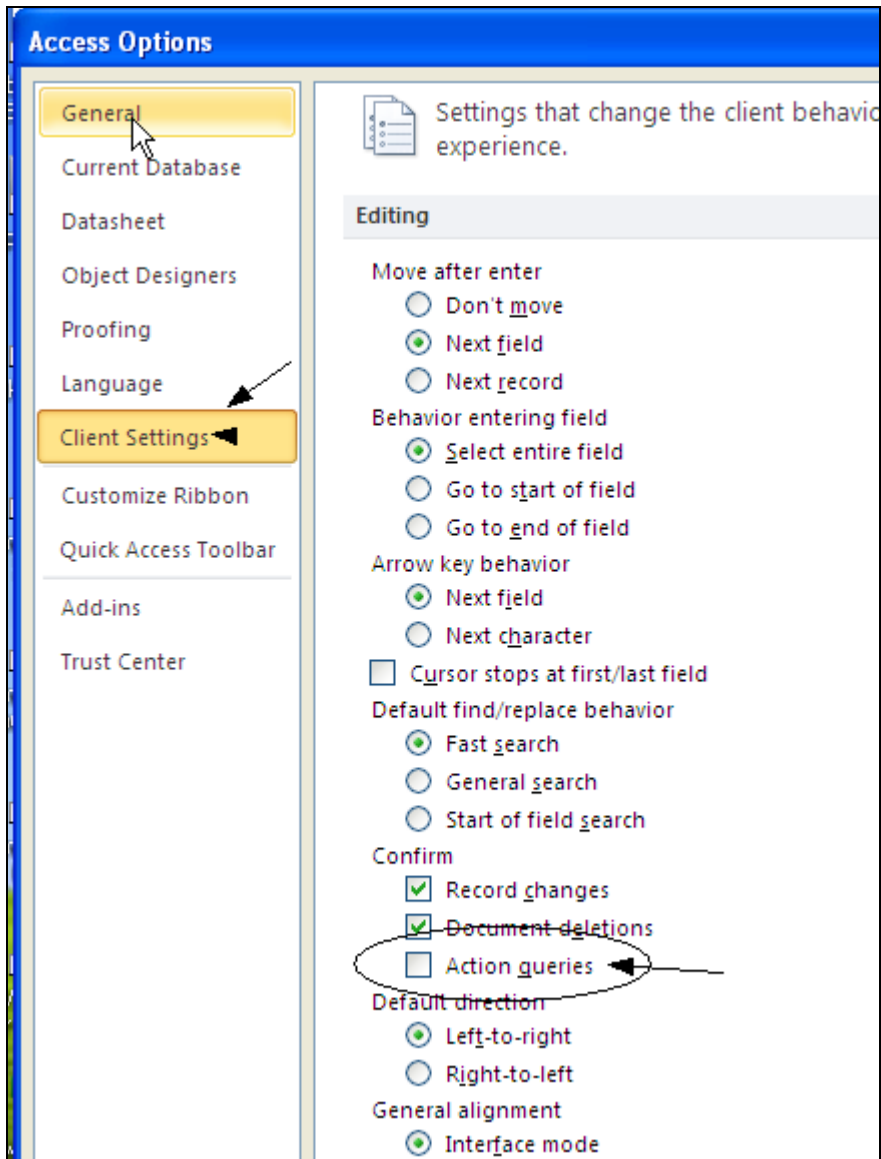 Access Options
General
Current Database
Datasheet
Object Designers
Proofing
Language
Client Settings
Customize Ribbon
Quick Access Toolbar
Add-ins
Trust Center
Settings that change the client behavio
experience.
Editing
Move after enter
Don't move
Next field
Next record
Behavior entering field
Select entire field
Go to start of field
Go to end of field
Arrow key behavior
Next field
Next character
Cursor stops at first/last field
Default find/replace behavior
Fast search
General search
Start of field search
Confirm
Record changes
Document deletions
Action queries
Default direction
Left-to-right
Right-to-left
General alignment
Interface mode